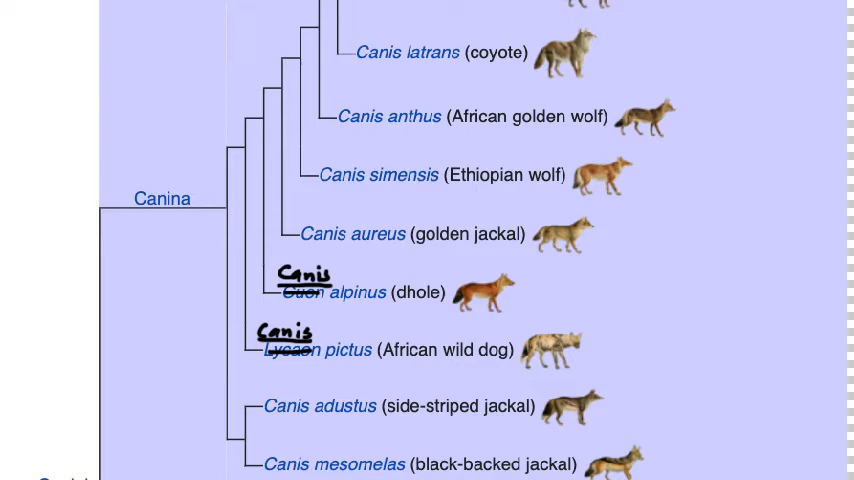 Canis latrans (coyote)
Canis anthus (African golden wolf)
Canis simensis (Ethiopian wolf)
Canina
Canis aureus (golden jackal)
Canis
Cuon alpinus (dhole)
Canis
Lycaon pictus (African wild dog)
Canis adustus (side-striped jackal)
Canis mesomelas (black-backed jackal)